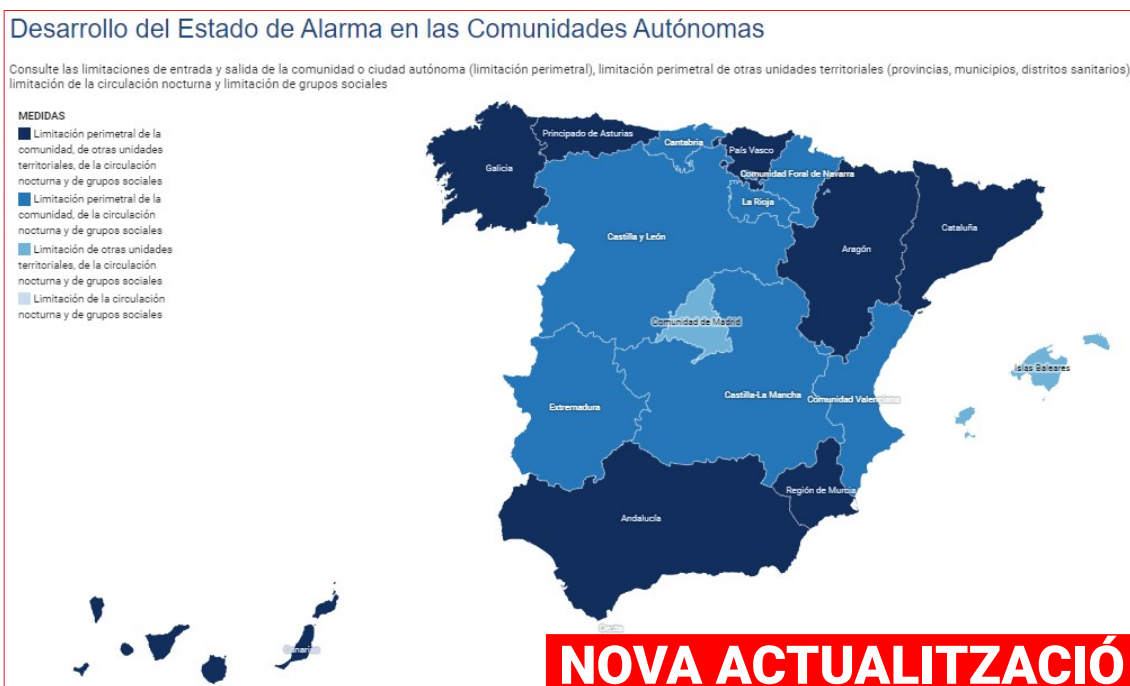 Desarrollo del Estado de Alarma en las Comunidades Autónomas
Consulte las limitaciones de entrada y salida de la comunidad o ciudad autónoma (limitación perimetral), limitación perimetral de otras unidades territoriales (provincias, municipios, distritos sanitarios)
limitación de la circulación nocturna y limitación de grupos sociales
MEDIDAS
Limitación perimetral de la
comunidad, de otras unidades
territoriales, de la circulación
nocturna y de grupos sociales
Limitación perimetral de la
comunidad, de la circulación
nocturna y de grupos sociales
Limitación de otras unidades
territoriales, de la circulación
nocturna y de grupos sociales
Limitación de la circulación
nocturna y de grupos sociales
Principado de Asturias
Cantabria
País Vasco
Galicia
Comunidad Foral de Navarra
La Rioja
Cataluña
Castilla y León
Aragón
Comunidad de Madrid
Islas Baleares
Castilla-La Mancha
Comunidad Valenciana
Extremadura
Región de Murcia
Andalucía
Ceuta
Canarias
NOVA ACTUALITZACIÓ